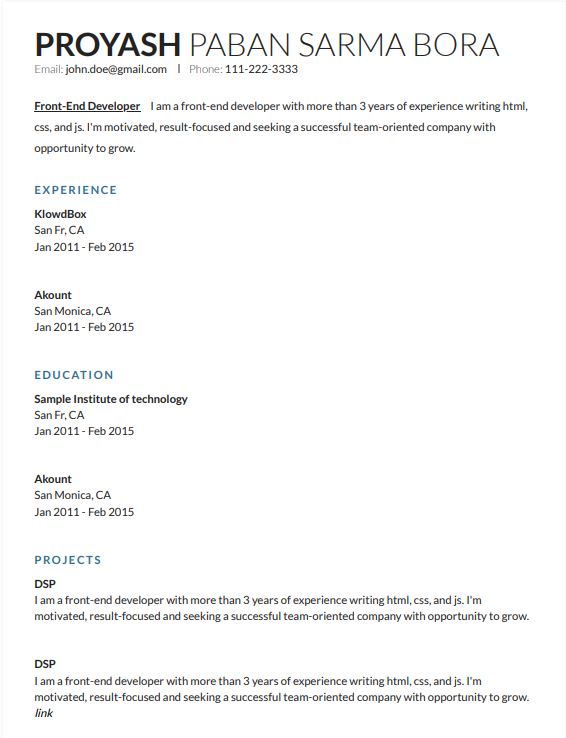 PROYASH PABAN SARMA BORA
Email: john.doe@gmail.com | Phone: 111-222-3333
Front-End Developer I am a front-end developer with more than 3 years of experience writing html,
css, and js. I'm motivated, result-focused and seeking a successful team-oriented company with
opportunity to grow.
EXPERIENCE
KlowdBox
San Fr, CA
Jan 2011 - Feb 2015
Akount
San Monica, CA
Jan 2011 - Feb 2015
EDUCATION
Sample Institute of technology
San Fr, CA
Jan 2011 - Feb 2015
Akount
San Monica, CA
Jan 2011 - Feb 2015
PROJECTS
DSP
I am a front-end developer with more than 3 years of experience writing html, css, and js. I'm
motivated, result-focused and seeking a successful team-oriented company with opportunity to grow.
DSP
I am a front-end developer with more than 3 years of experience writing html, css, and js. I'm
motivated, result-focused and seeking a successful team-oriented company with opportunity to grow.
link